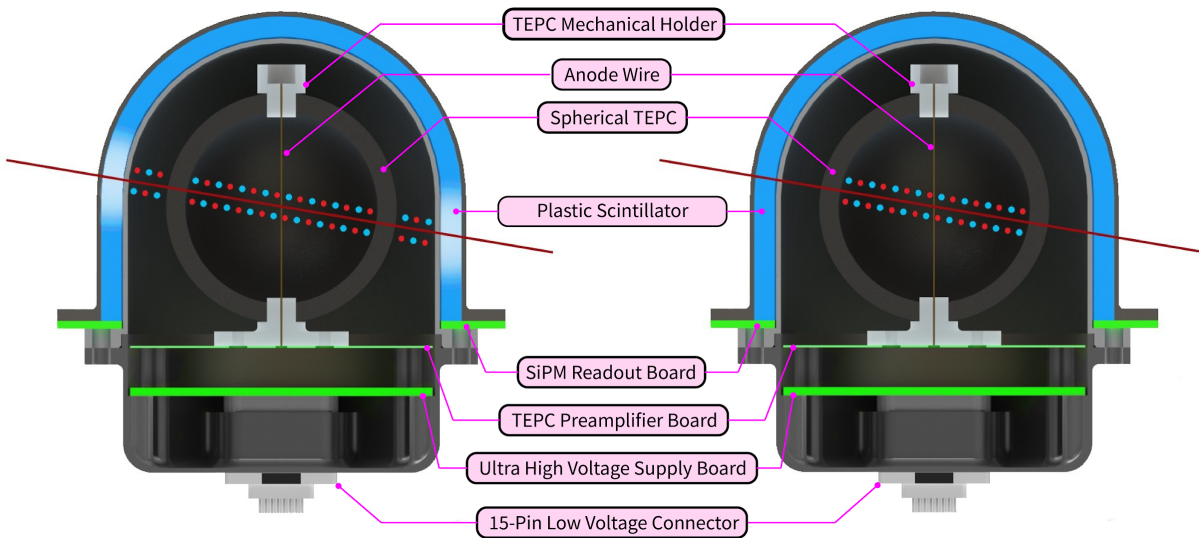 TEPC Mechanical Holder
Anode Wire
Spherical TEPC
Plastic Scintillator
SiPM Readout Board
TEPC Preamplifier Board
Ultra High Voltage Supply Board
15-Pin Low Voltage Connector